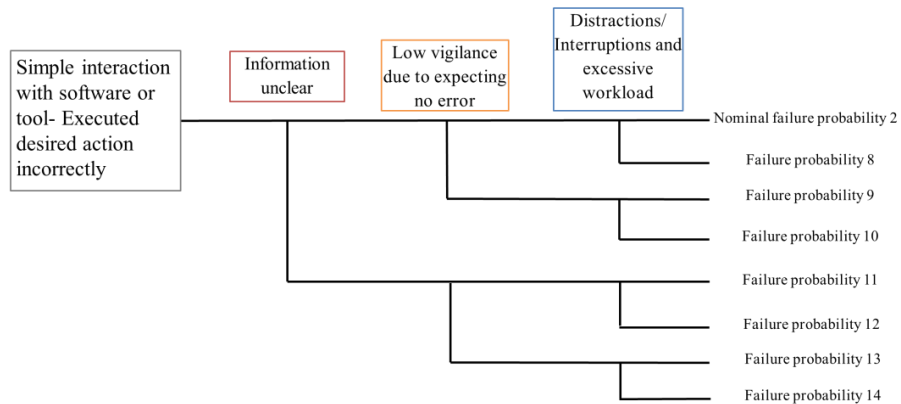 Simple interaction
with software or
tool- Executed
desired action
incorrectly
Information
unclear
Low vigilance
due to expecting
no error
Distractions/
Interruptions and
excessive
workload
Nominal failure probability 2
Failure probability 8
Failure probability 9
Failure probability 10
Failure probability 11
Failure probability 12
Failure probability 13
Failure probability 14